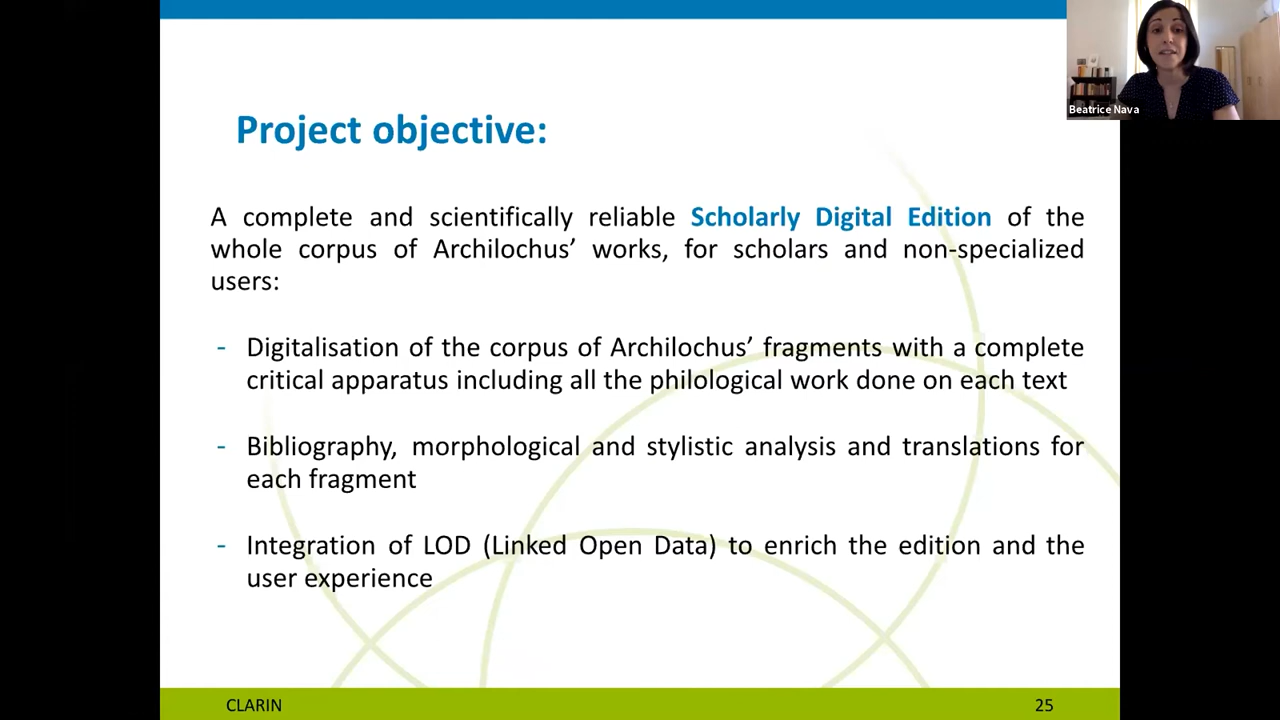 Beatrice Nava
Project objective:
A complete and scientifically reliable Scholarly Digital Edition of the
whole corpus of Archilochus’ works, for scholars and non-specialized
users:
- Digitalisation of the corpus of Archilochus’ fragments with a complete
critical apparatus including all the philological work done on each text
- Bibliography, morphological and stylistic analysis and translations for
each fragment
- Integration of LOD (Linked Open Data) to enrich the edition and the
user experience
CLARIN
25